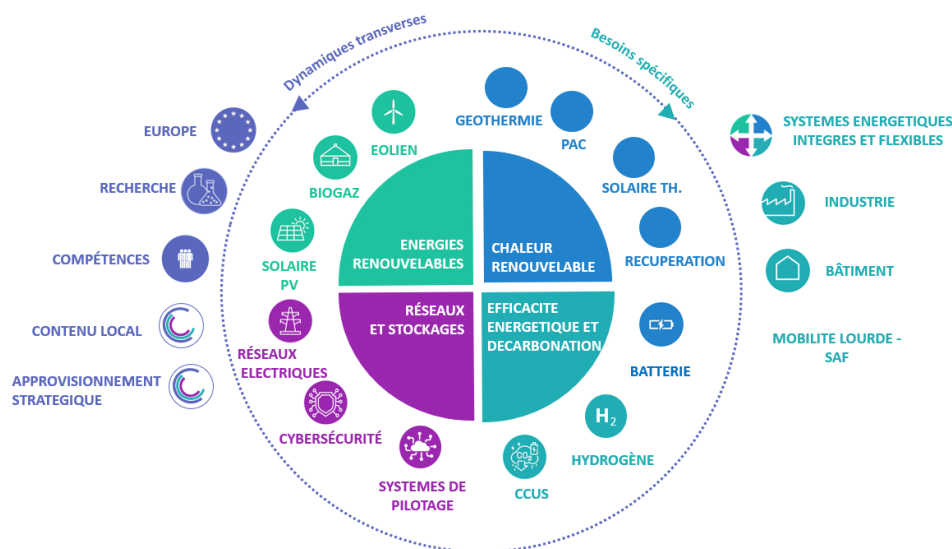 Dynamiques transverses
Besoins spécifiques
EUROPE
RECHERCHE
COMPÉTENCES
CONTENU LOCAL
APPROVISIONNEMENT
STRATEGIQUE
EOLIEN
BIOGAZ
SOLAIRE
PV
RÉSEAUX
ELECTRIQUES
CYBERSÉCURITÉ
SYSTEMES DE
PILOTAGE
ENERGIES
RENOUVELABLES
CHALEUR
RENOUVELABLE
RÉSEAUX
ET STOCKAGES
EFFICACITE
ENERGETIQUE ET
DECARBONATION
GEOTHERMIE
PAC
SOLAIRE TH.
RECUPERATION
BATTERIE
H₂
HYDROGÈNE
CO₂
CCUS
SYSTEMES ENERGETIQUES
INTEGRES ET FLEXIBLES
INDUSTRIE
BÂTIMENT
MOBILITE LOURDE -
SAF